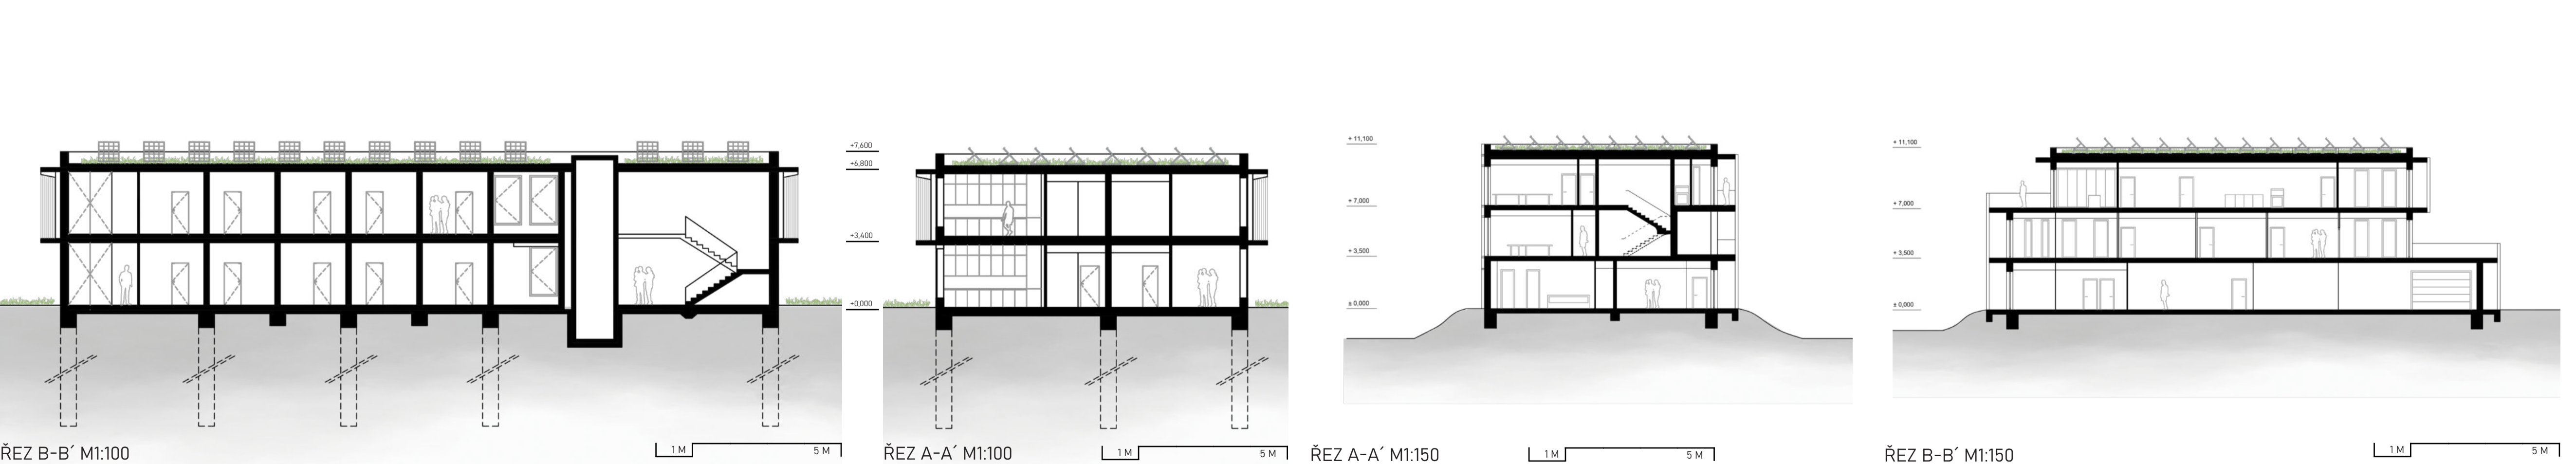 +7,600
+6,800
+3,400
+0,000
ŘEZ B-B´ M1:100
1 M
5 M
ŘEZ A-A´ M1:100
1 M
5 M
+ 11,100
+ 7,000
+ 3,500
± 0,000
ŘEZ A-A´ M1:150
1 M
5 M
+ 11,100
+ 7,000
+ 3,500
± 0,000
ŘEZ B-B´ M1:150
1 M
5 M